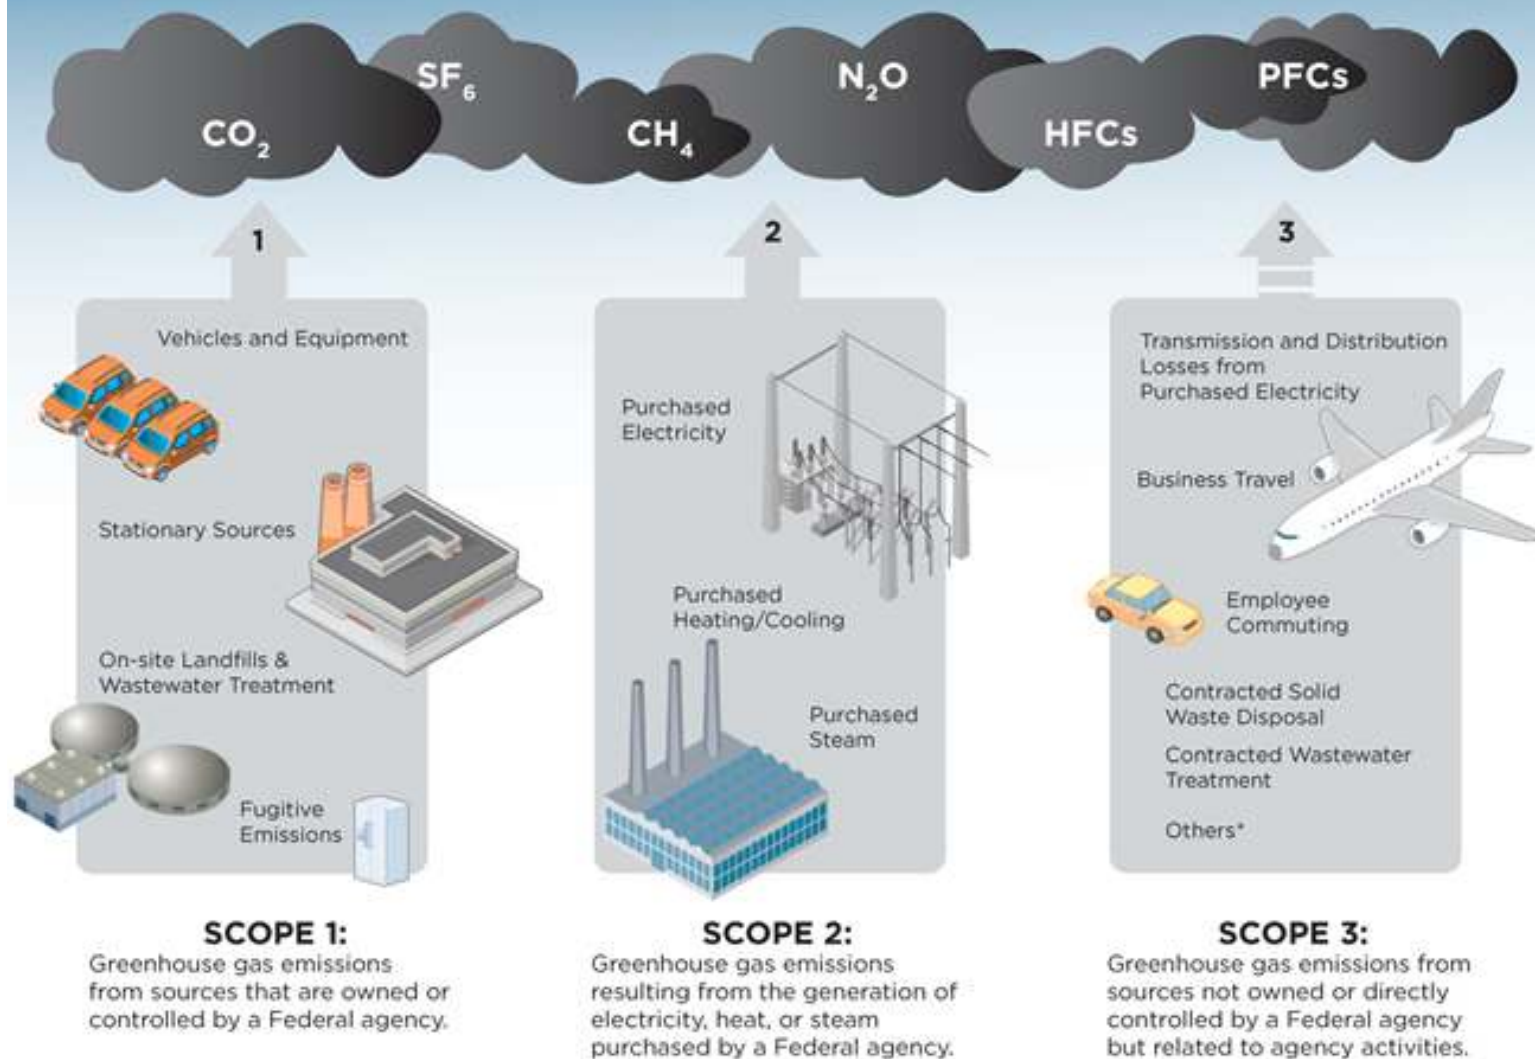 SF₆
N₂O
PFCs
CO₂
CH₄
HFCs
1
Vehicles and Equipment
Stationary Sources
On-site Landfills &
Wastewater Treatment
Fugitive
Emissions
SCOPE 1:
Greenhouse gas emissions
from sources that are owned or
controlled by a Federal agency.
2
Purchased
Electricity
Purchased
Heating/Cooling
Purchased
Steam
SCOPE 2:
Greenhouse gas emissions
resulting from the generation of
electricity, heat, or steam
purchased by a Federal agency.
3
Transmission and Distribution
Losses from
Purchased Electricity
Business Travel
Employee
Commuting
Contracted Solid
Waste Disposal
Contracted Wastewater
Treatment
Others*
SCOPE 3:
Greenhouse gas emissions from
sources not owned or directly
controlled by a Federal agency
but related to agency activities.